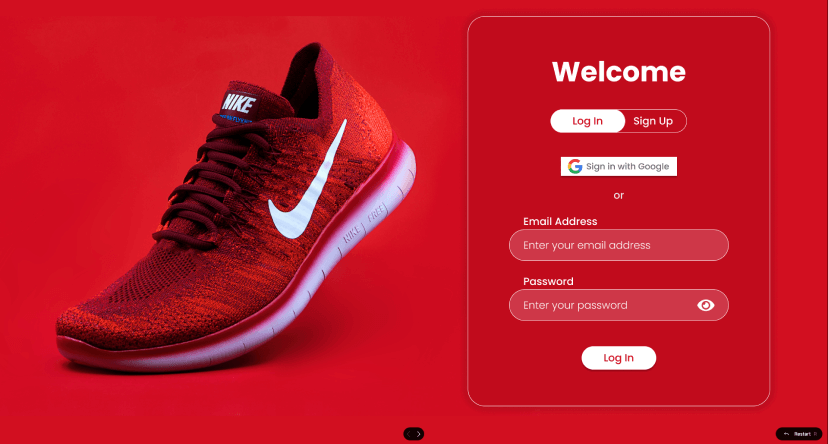 NIKE
NIKE FREE
Welcome
Log In
Sign Up
Sign in with Google
or
Email Address
Enter your email address
Password
Enter your password
Log In
Restart